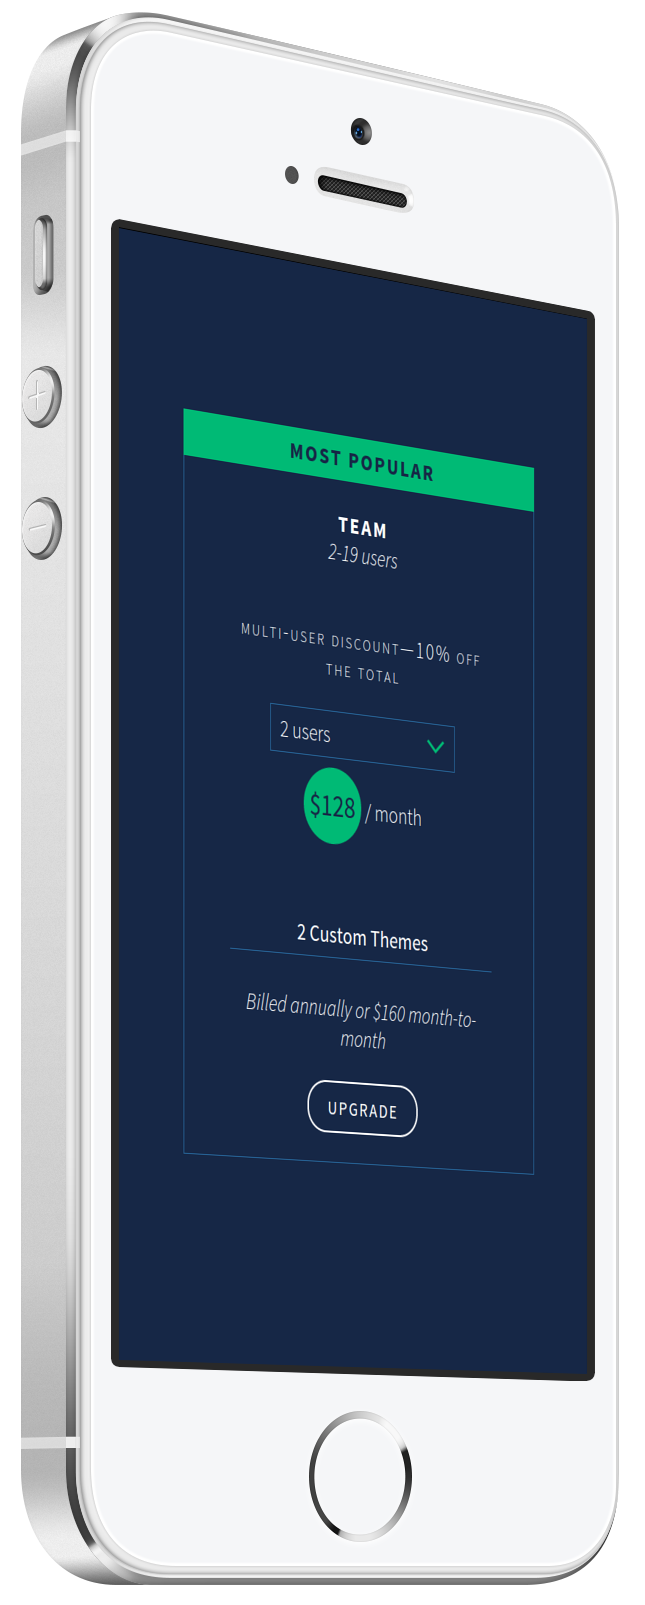 MOST POPULAR
TEAM
2-19 users
MULTI-USER DISCOUNT—10% OFF
THE TOTAL
2 users
$128 / month
2 Custom Themes
Billed annually or $160 month-to-
month
UPGRADE